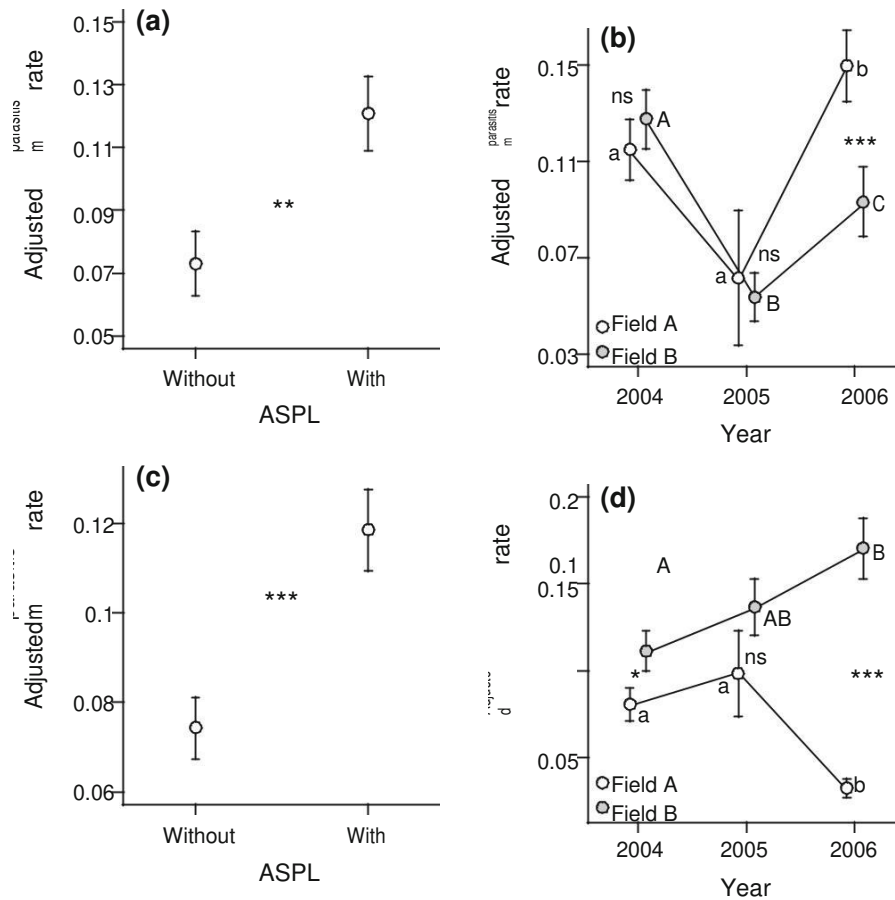 (a)
0.15
0.13
0.11
0.09
0.07
0.05
Adjusted
parasitis
m
rate
**
Without
With
ASPL
(b)
0.15
0.11
0.07
0.03
Adjusted
parasitis
m
rate
ns
A
a
ns
a
B
b
***
C
Field A
Field B
2004
2005
2006
Year
(c)
0.12
0.1
0.08
0.06
Adjusted
m
rate
***
Without
With
ASPL
(d)
0.2
0.1
0.15
0.05
rate
d
A
*
a
ns
a
AB
B
***
b
Field A
Field B
2004
2005
2006
Year